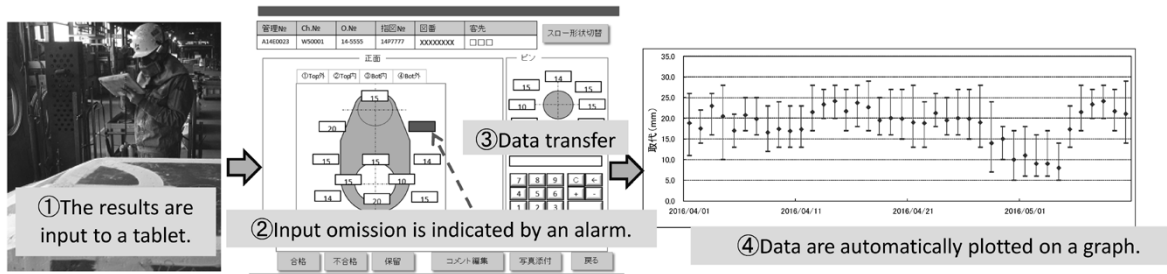 管理№ Ch.№ O.№ 指図№ 図番 客先
A14E0023 W50001 14-5555 14P7777 XXXXXXXX □□□
スロー形状切替
正面
ピン
①Top外 ②Top内 ③Bot内 ④Bot外
15
20
15 15 14
15 10
14 20 15
14
15 15
10 15
7 8 9 C ←
4 5 6 + -
1 2 3
合格 不合格 保留 コメント編集 写真添付 戻る
①The results are
input to a tablet.
②Input omission is indicated by an alarm.
③Data transfer
取代(mm)
35.0
30.0
25.0
20.0
15.0
10.0
5.0
0.0
2016/04/01 2016/04/11 2016/04/21 2016/05/01
④Data are automatically plotted on a graph.